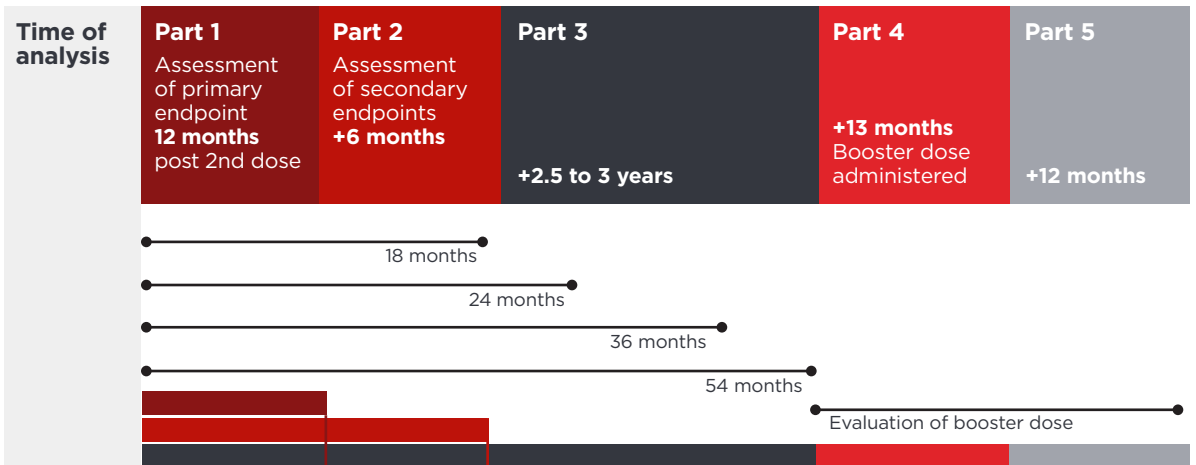 Time of
analysis
Part 1
Assessment
of primary
endpoint
12 months
post 2nd dose
Part 2
Assessment
of secondary
endpoints
+6 months
Part 3
+2.5 to 3 years
Part 4
+13 months
Booster dose
administered
Part 5
+12 months
18 months
24 months
36 months
54 months
Evaluation of booster dose